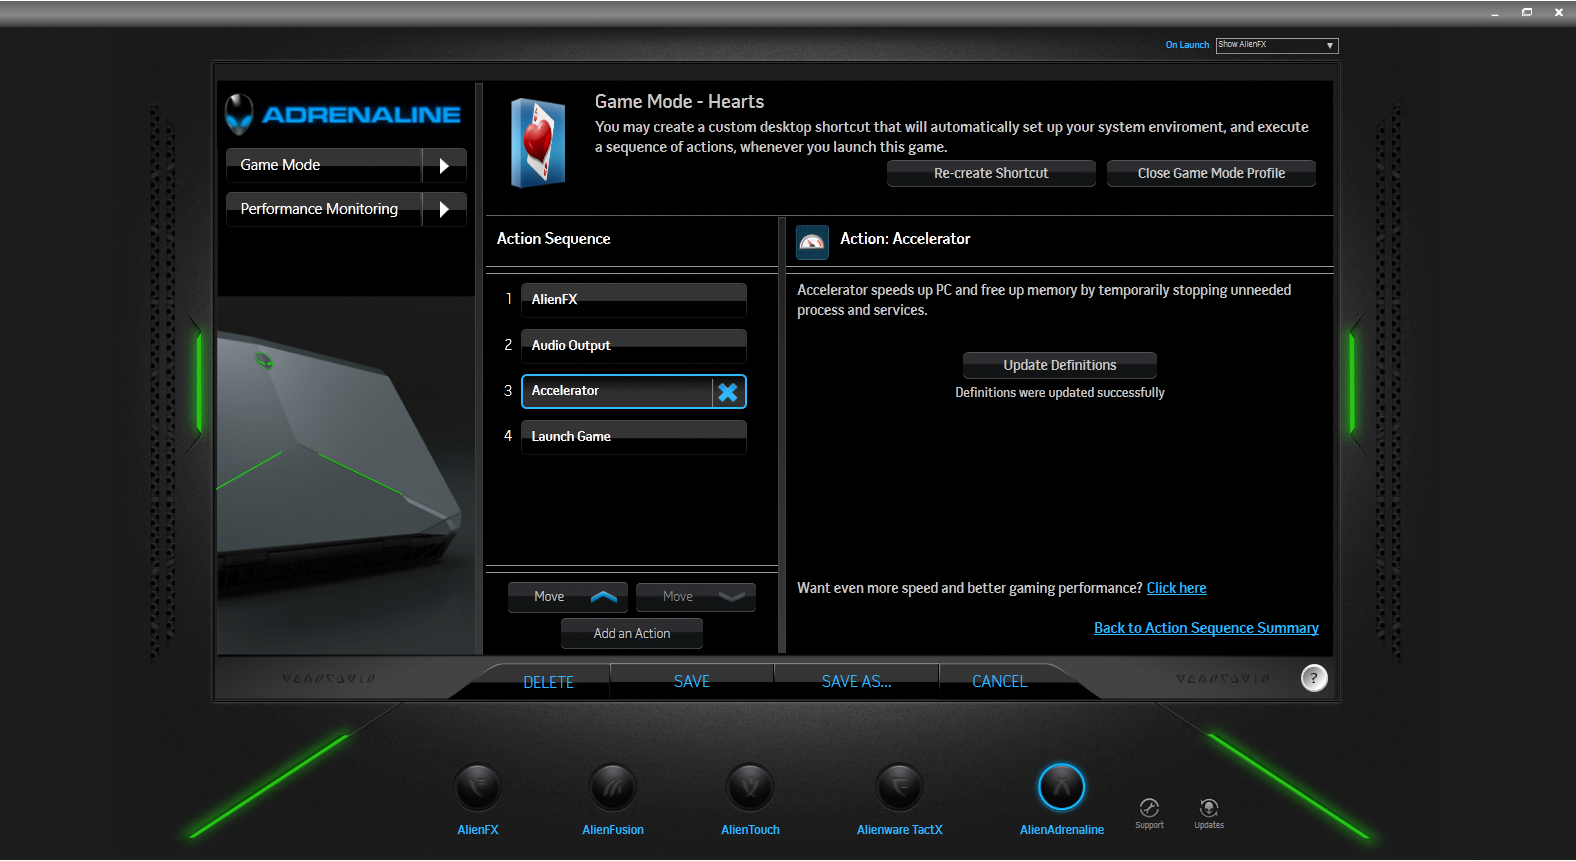 On Launch
Show AlienFX
ADRENALINE
Game Mode
Performance Monitoring
Game Mode - Hearts
You may create a custom desktop shortcut that will automatically set up your system enviroment, and execute
a sequence of actions, whenever you launch this game.
Re-create Shortcut
Close Game Mode Profile
Action Sequence
1 AlienFX
2 Audio Output
3 Accelerator
4 Launch Game
Move
Move
Add an Action
Action: Accelerator
Accelerator speeds up PC and free up memory by temporarily stopping unneeded
process and services.
Update Definitions
Definitions were updated successfully
Want even more speed and better gaming performance? Click here
Back to Action Sequence Summary
DELETE
SAVE
SAVE AS...
CANCEL
?
AlienFX
AlienFusion
AlienTouch
Alienware TactX
AlienAdrenaline
Support
Updates